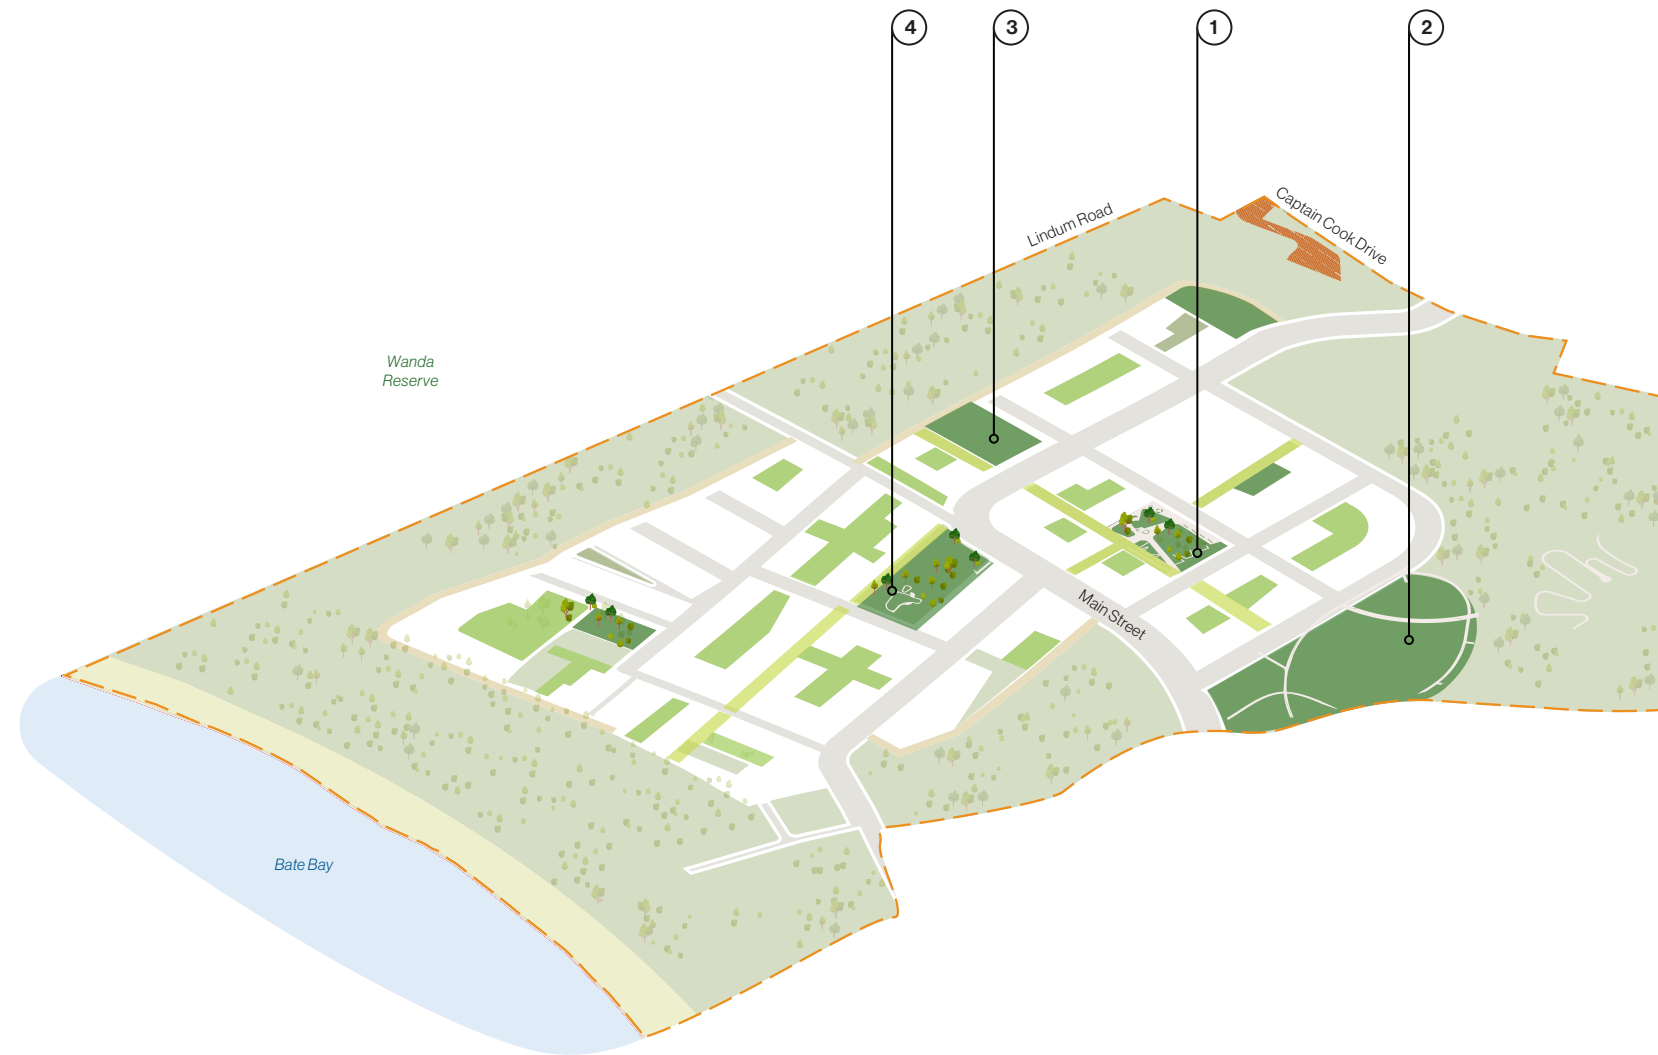 4
3
1
2
Captain Cook Drive
Lindum Road
Wanda
Reserve
Main Street
Bate Bay